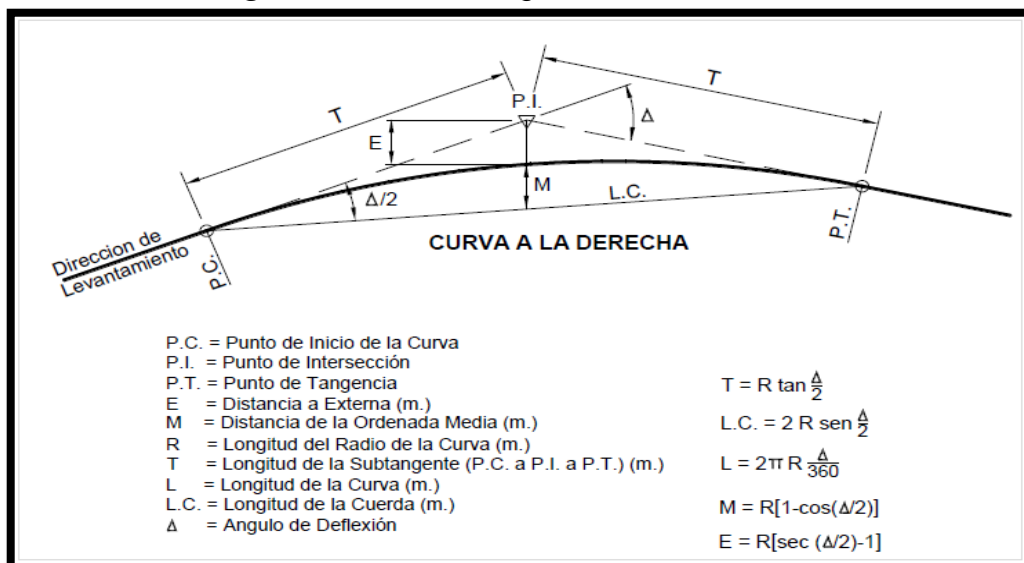 T
T
P.I.
Δ
E
M
Δ/2
L.C.
CURVA A LA DERECHA
Direccion de
Levantamiento
P.C.
P.T.
P.C. = Punto de Inicio de la Curva
P.I. = Punto de Intersección
P.T. = Punto de Tangencia
E = Distancia a Externa (m.)
M = Distancia de la Ordenada Media (m.)
R = Longitud del Radio de la Curva (m.)
T = Longitud de la Subtangente (P.C. a P.I. a P.T.) (m.)
L = Longitud de la Curva (m.)
L.C. = Longitud de la Cuerda (m.)
Δ = Angulo de Deflexión
T = R tan Δ/2
L.C. = 2 R sen Δ/2
L = 2π R Δ/360
M = R[1-cos(Δ/2)]
E = R[sec (Δ/2)-1]